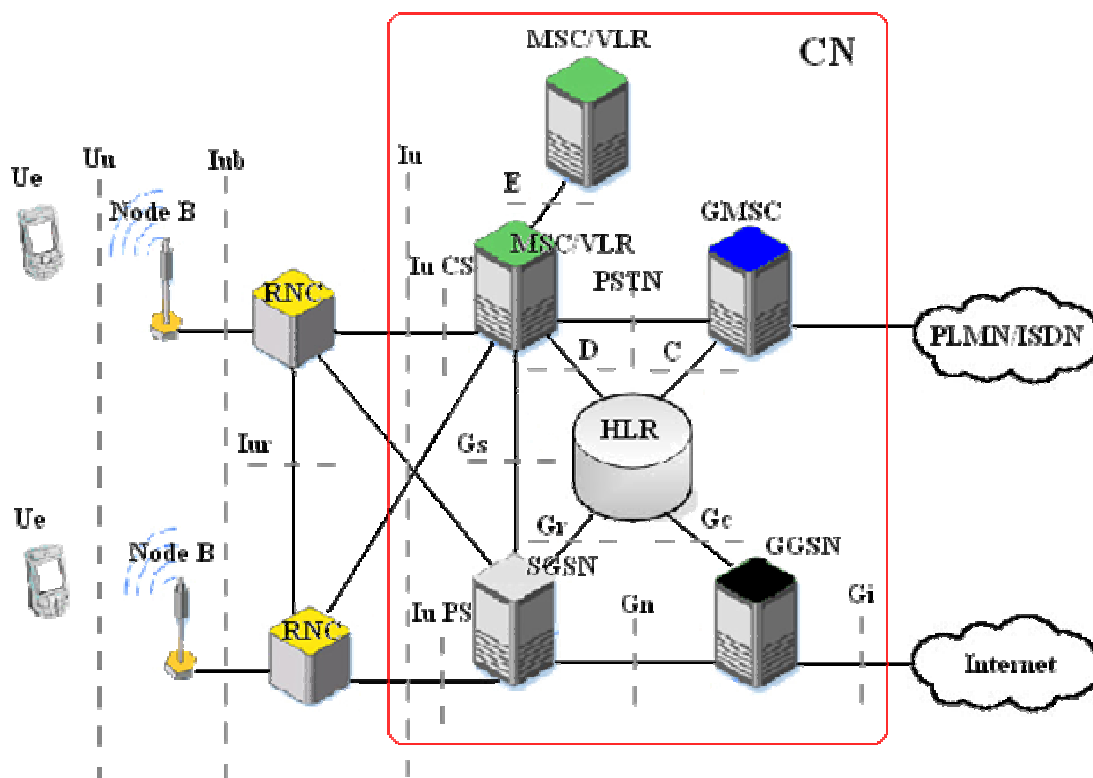 MSC/VLR
CN
Uu
Iub
Iu
Ue
E
Node B
GMSC
MSC/VLR
Iu CS
PSTN
RNC
PLMN/ISDN
D
C
HLR
Iur
Gs
Gr
Gc
Ue
Node B
SGSN
GGSN
Iu PS
Gn
Gi
RNC
Internet